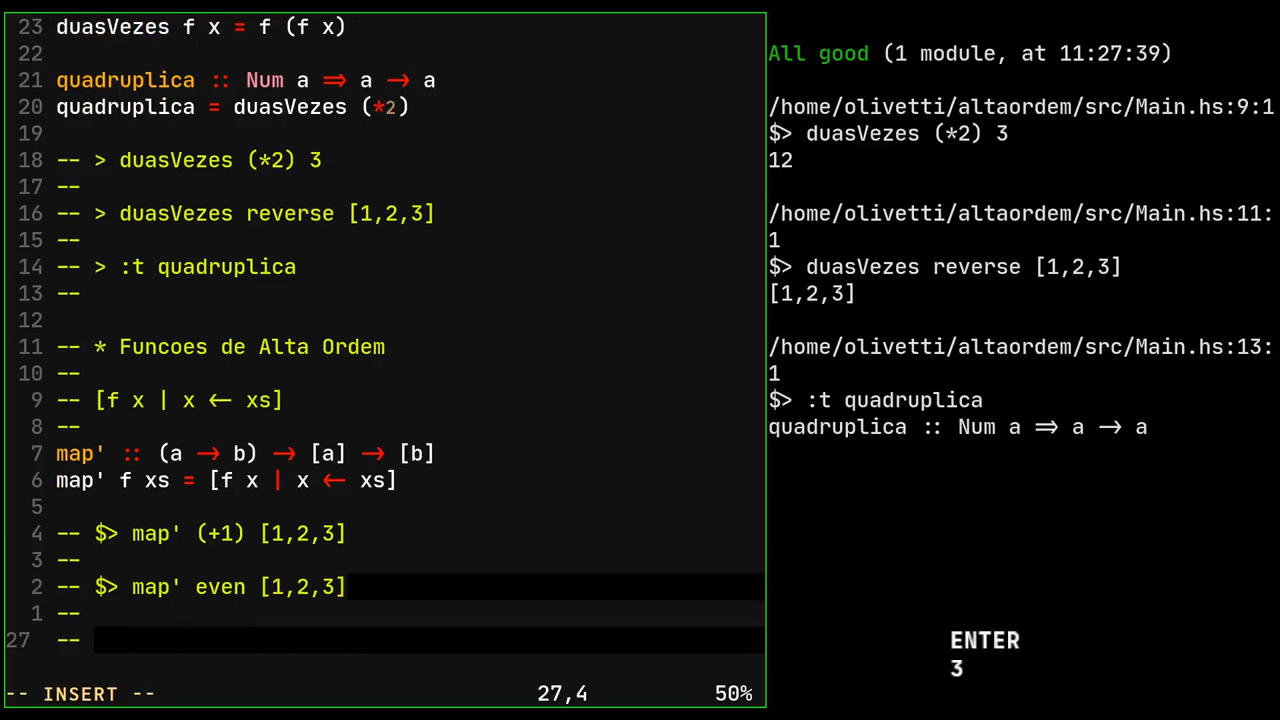 23 duasVezes f x = f (f x)
22
21 quadruplica :: Num a => a -> a
20 quadruplica = duasVezes (*2)
19
18 -- > duasVezes (*2) 3
17 --
16 -- > duasVezes reverse [1,2,3]
15 --
14 -- > :t quadruplica
13 --
12
11 -- * Funcoes de Alta Ordem
10 --
9 -- [f x | x <- xs]
8 --
7 map' :: (a -> b) -> [a] -> [b]
6 map' f xs = [f x | x <- xs]
5
4 -- $> map' (+1) [1,2,3]
3 --
2 -- $> map' even [1,2,3]
1 --
27 --
-- INSERT -- 27,4 50%
All good (1 module, at 11:27:39)
/home/olivetti/altaordem/src/Main.hs:9:1
$> duasVezes (*2) 3
12
/home/olivetti/altaordem/src/Main.hs:11:
1
$> duasVezes reverse [1,2,3]
[1,2,3]
/home/olivetti/altaordem/src/Main.hs:13:
1
$> :t quadruplica
quadruplica :: Num a => a -> a
ENTER
3